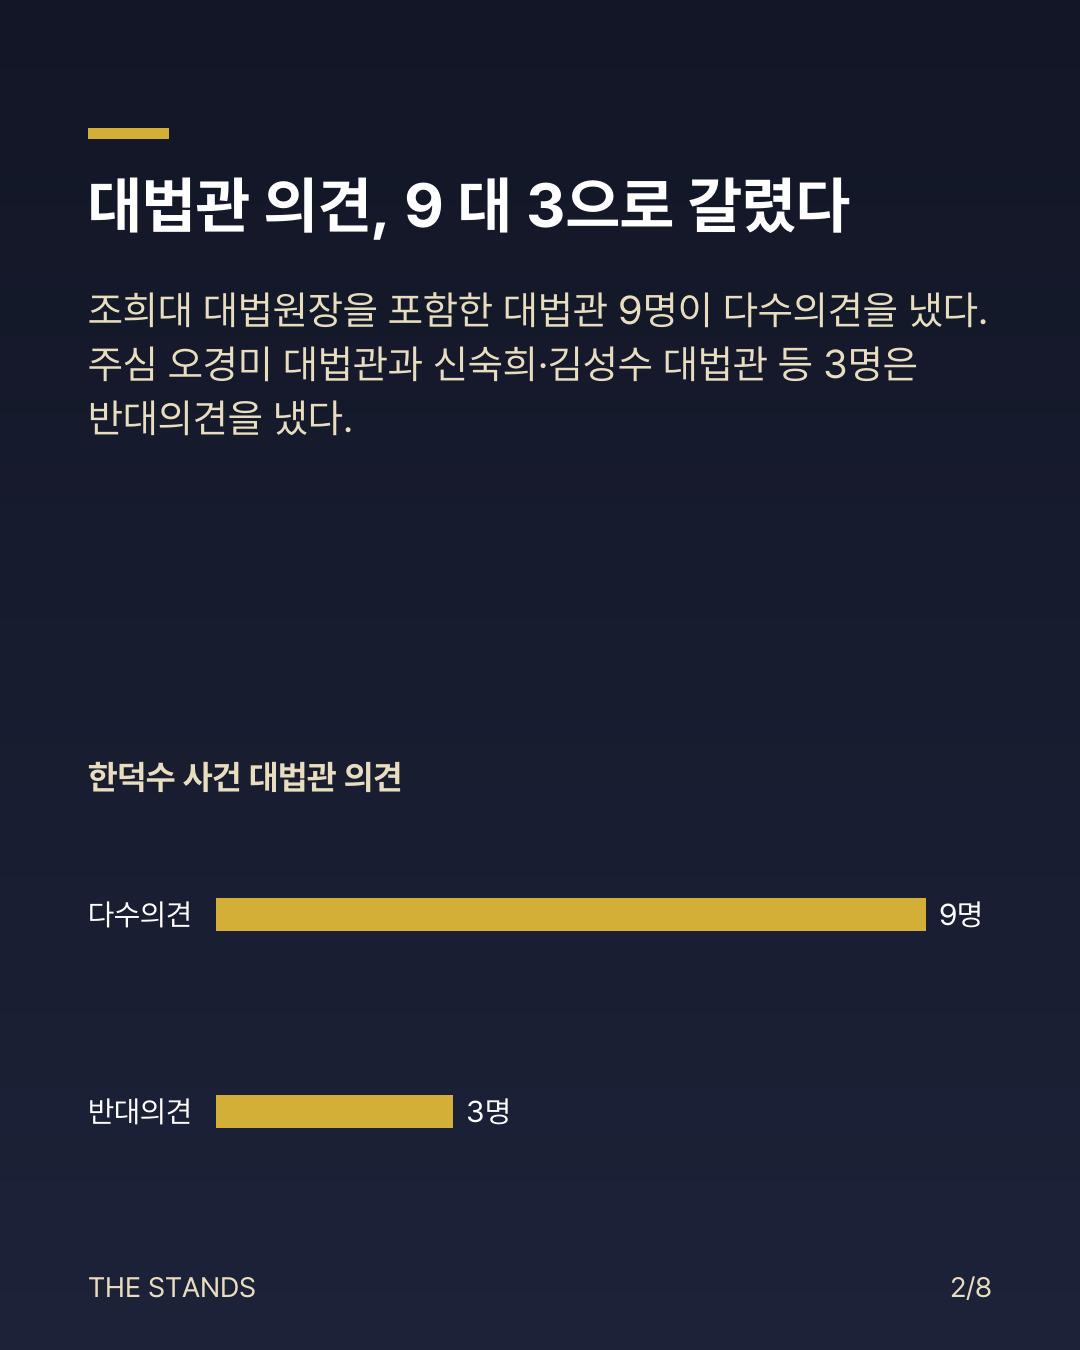 대법관 의견, 9 대 3으로 갈렸다
조희대 대법원장을 포함한 대법관 9명이 다수의견을 냈다.
주심 오경미 대법관과 신숙희·김성수 대법관 등 3명은
반대의견을 냈다.
한덕수 사건 대법관 의견
다수의견 9명
반대의견 3명
THE STANDS 2/8